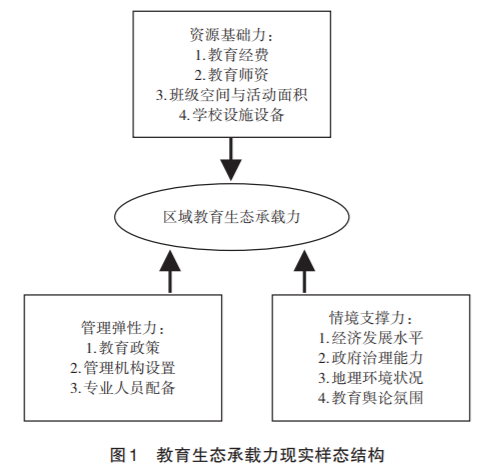 资源基础力：
1.教育经费
2.教育师资
3.班级空间与活动面积
4.学校设施设备
区域教育生态承载力
管理弹性力：
1.教育政策
2.管理机构设置
3.专业人员配备
情境支撑力：
1.经济发展水平
2.政府治理能力
3.地理环境状况
4.教育舆论氛围
图1 教育生态承载力现实样态结构